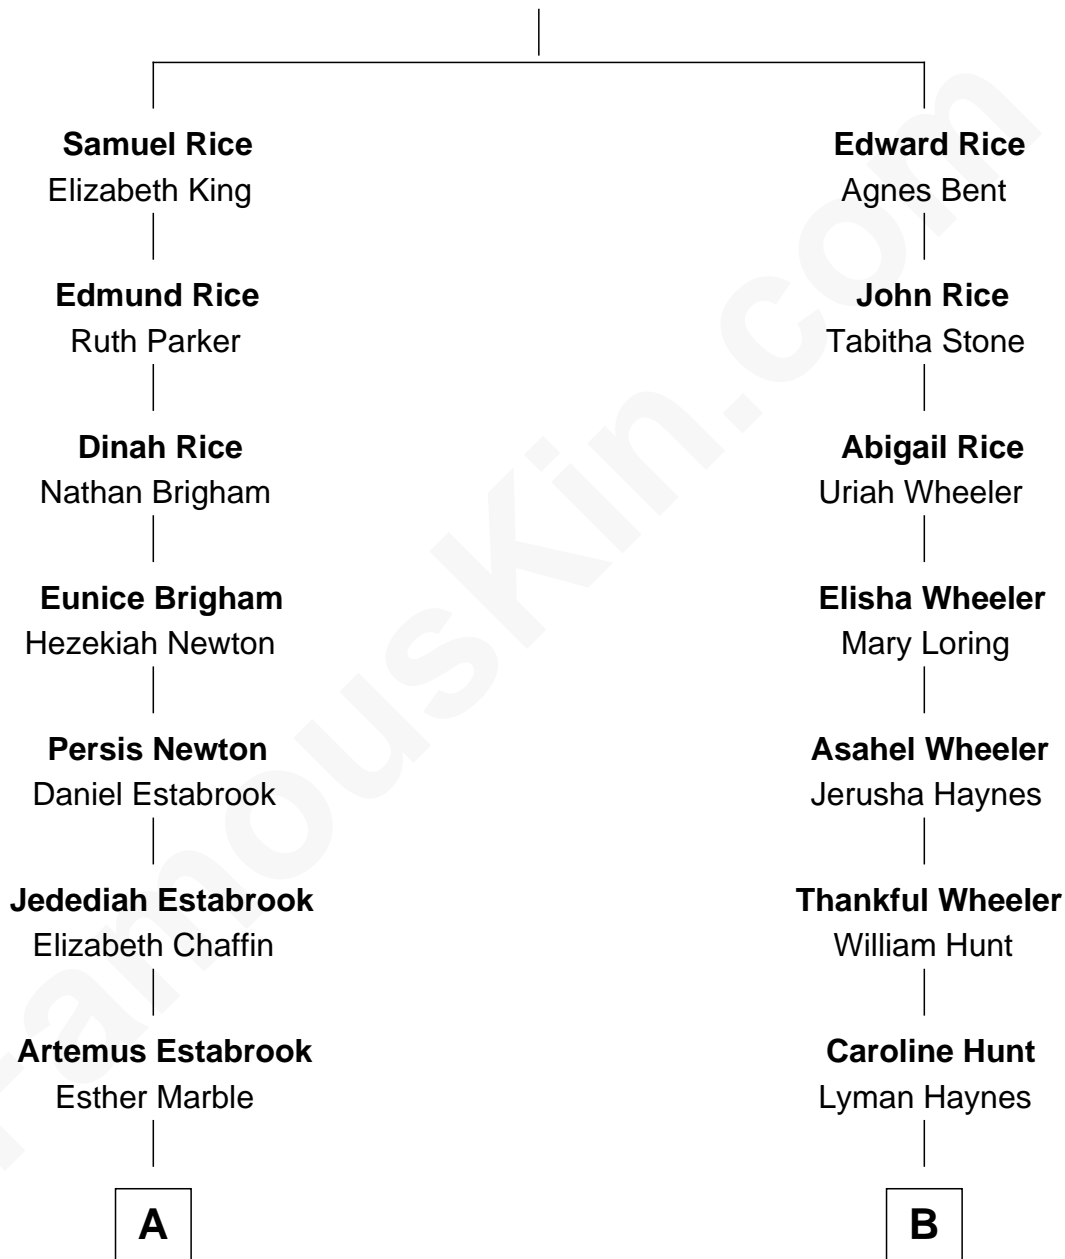 Samuel Rice
Elizabeth King
Edmund Rice
Ruth Parker
Dinah Rice
Nathan Brigham
Eunice Brigham
Hezekiah Newton
Persis Newton
Daniel Estabrook
Jedediah Estabrook
Elizabeth Chaffin
Artemus Estabrook
Esther Marble
A
Edward Rice
Agnes Bent
John Rice
Tabitha Stone
Abigail Rice
Uriah Wheeler
Elisha Wheeler
Mary Loring
Asahel Wheeler
Jerusha Haynes
Thankful Wheeler
William Hunt
Caroline Hunt
Lyman Haynes
B
FamousKin.com